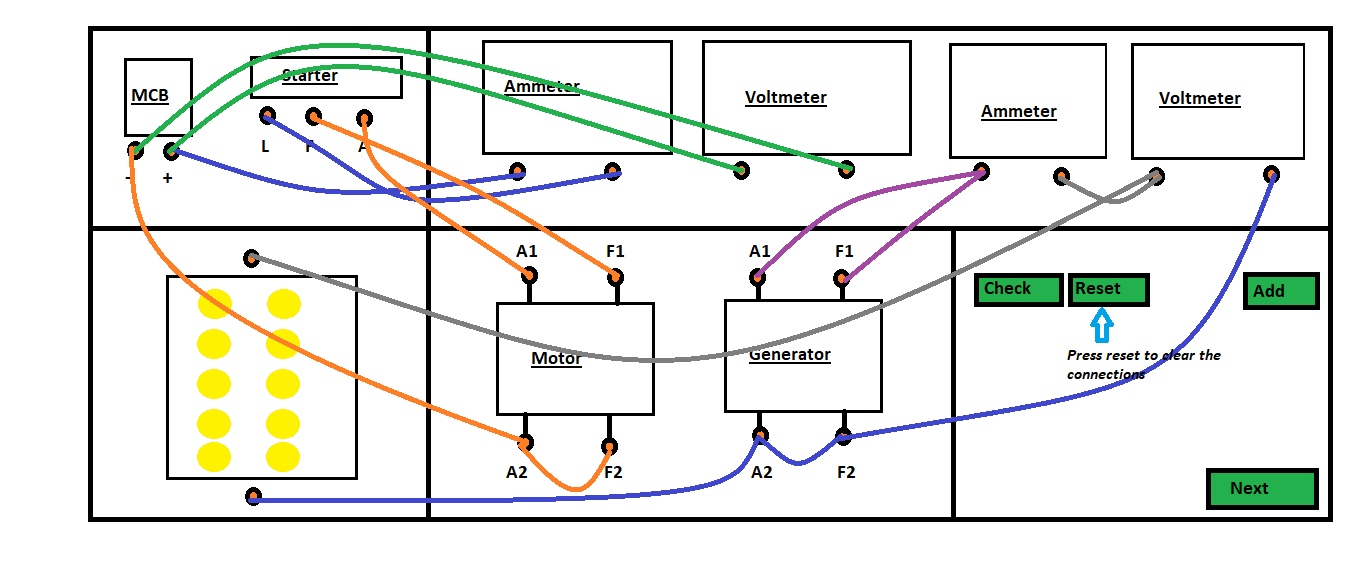 MCB
Starter
Ammeter
Voltmeter
Ammeter
Voltmeter
L
F
A
-
+
A1
F1
A1
F1
Check
Reset
Add
Motor
Generator
Press reset to clear the
connections
A2
F2
A2
F2
Next